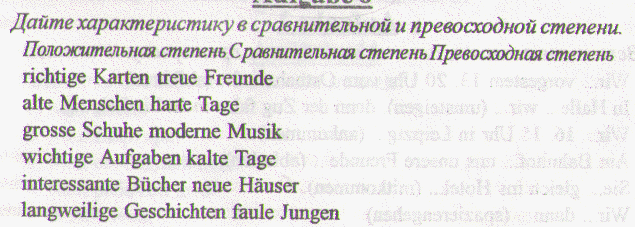 Дайте характеристику в сравнительной и превосходной степени.
Положительная степень Сравнительная степень Превосходная степень
richtige Karten treue Freunde
alte Menschen harte Tage
grosse Schuhe moderne Musik
wichtige Aufgaben kalte Tage
interessante Bücher neue Häuser
langweilige Geschichten faule Jungen